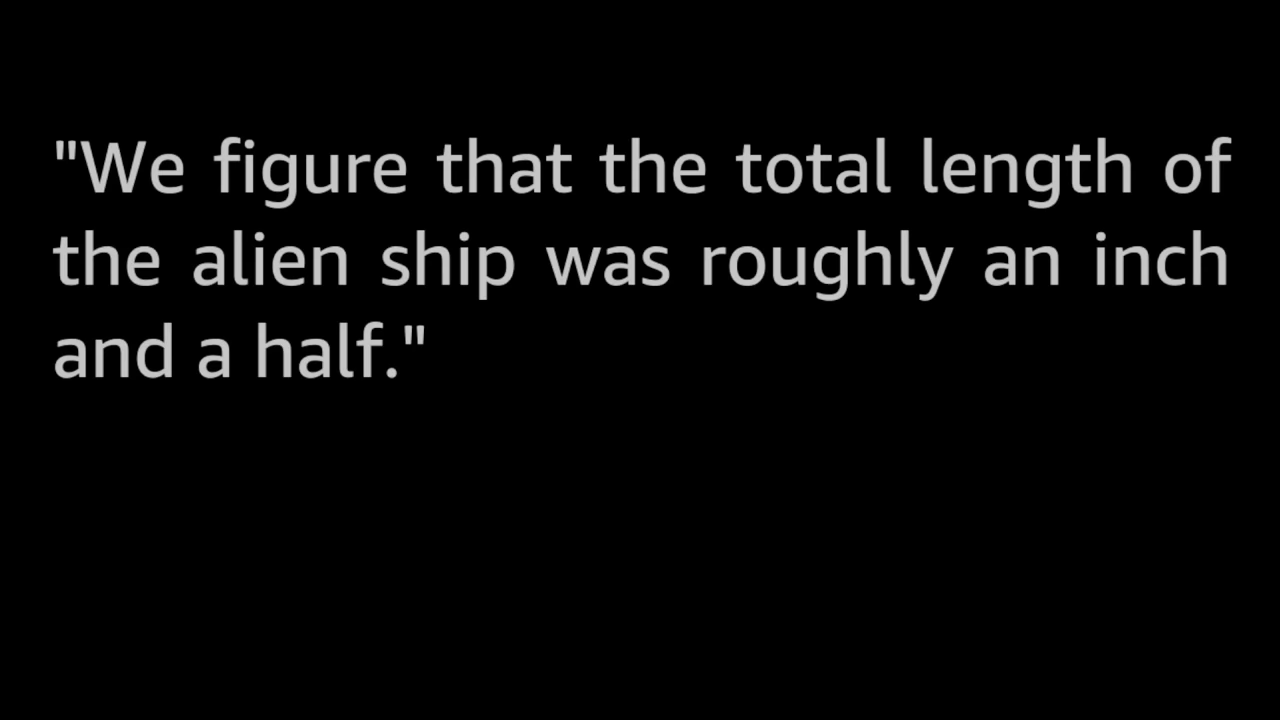 "We figure that the total length of
the alien ship was roughly an inch
and a half."